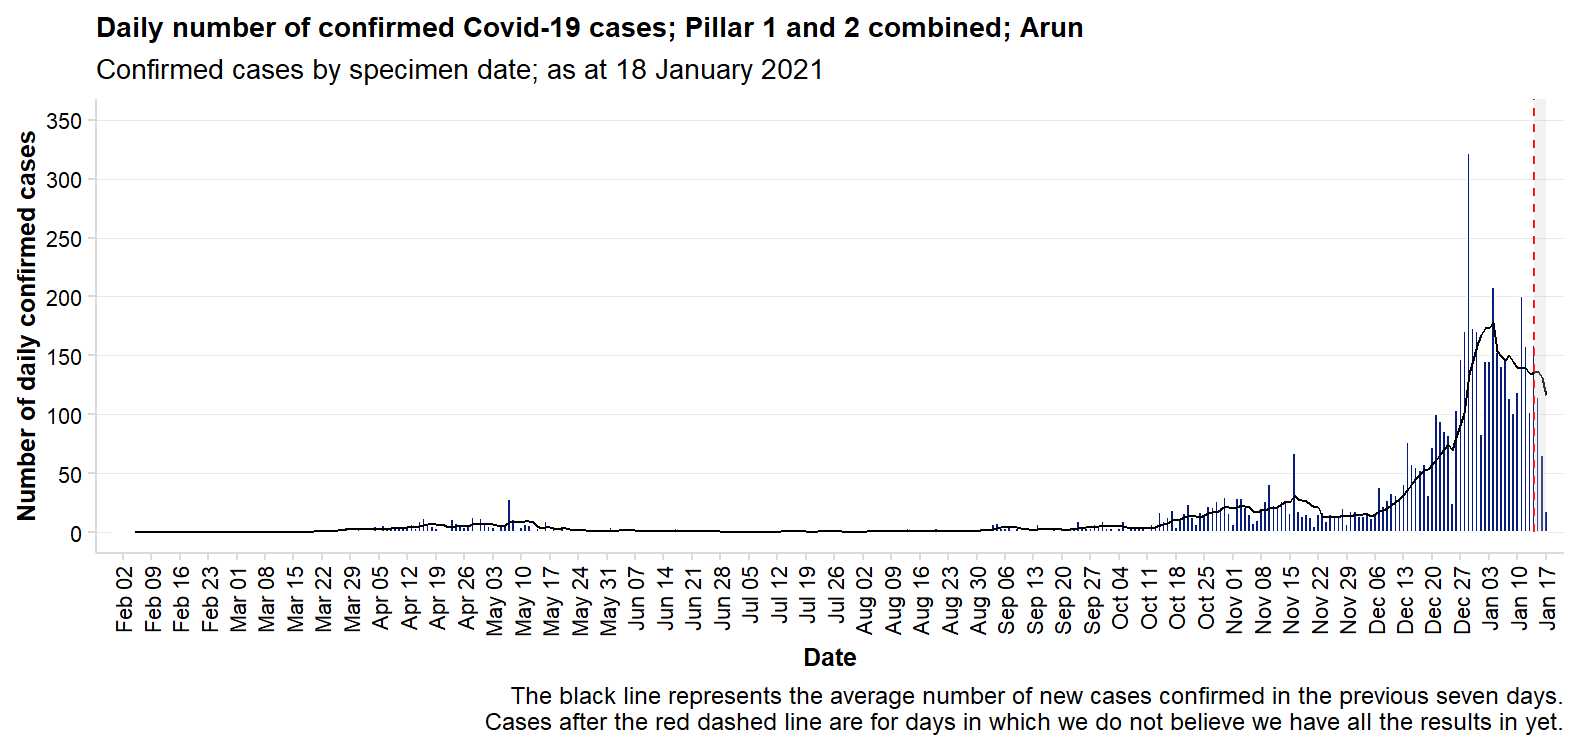 Daily number of confirmed Covid-19 cases; Pillar 1 and 2 combined; Arun
Confirmed cases by specimen date; as at 18 January 2021
Number of daily confirmed cases
350
300
250
200
150
100
50
0
Feb 02
Feb 09
Feb 16
Feb 23
Mar 01
Mar 08
Mar 15
Mar 22
Mar 29
Apr 05
Apr 12
Apr 19
Apr 26
May 03
May 10
May 17
May 24
May 31
Jun 07
Jun 14
Jun 21
Jun 28
Jul 05
Jul 12
Jul 19
Jul 26
Aug 02
Aug 09
Aug 16
Aug 23
Aug 30
Sep 06
Sep 13
Sep 20
Sep 27
Oct 04
Oct 11
Oct 18
Oct 25
Nov 01
Nov 08
Nov 15
Nov 22
Nov 29
Dec 06
Dec 13
Dec 20
Dec 27
Jan 03
Jan 10
Jan 17
Date
The black line represents the average number of new cases confirmed in the previous seven days.
Cases after the red dashed line are for days in which we do not believe we have all the results in yet.